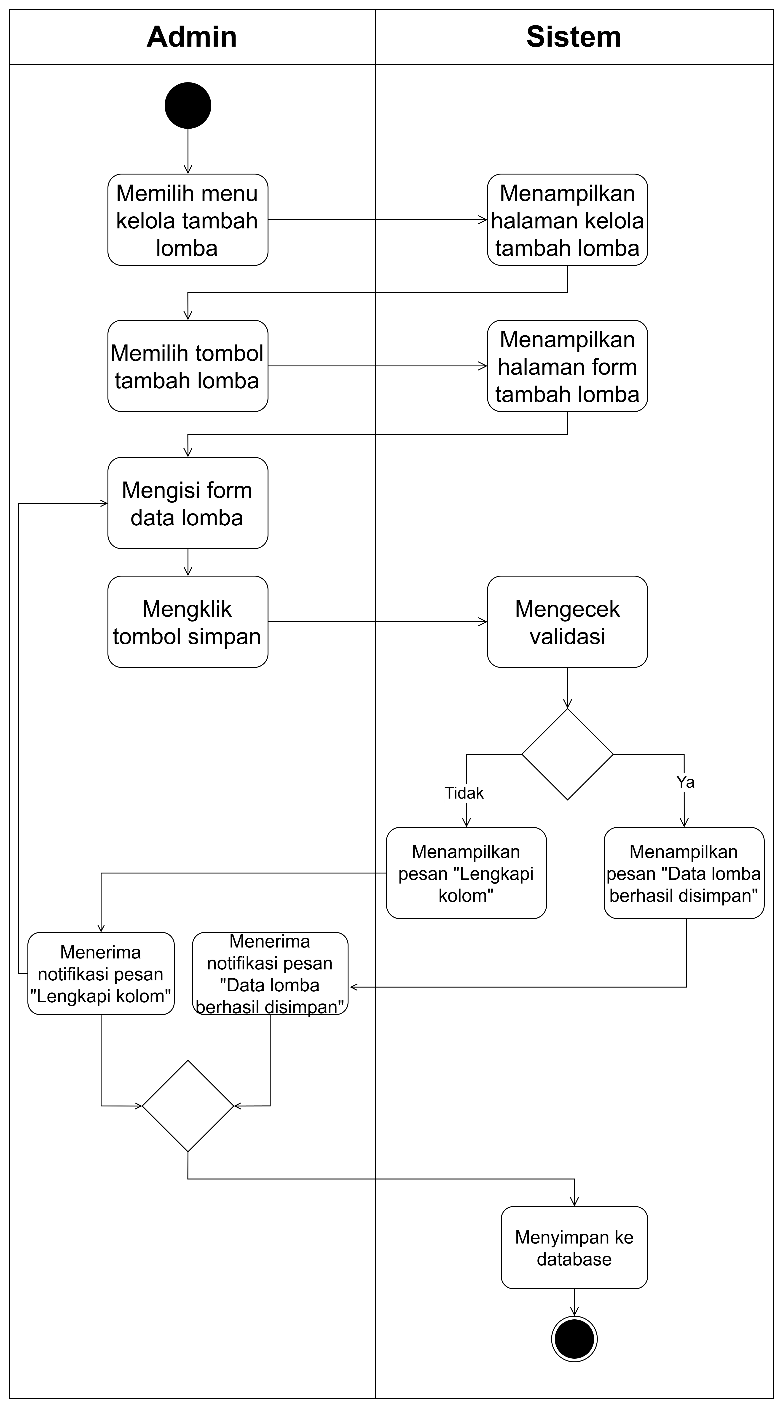 Admin
Sistem
Memilih menu
kelola tambah
lomba
Menampilkan
halaman kelola
tambah lomba
Memilih tombol
tambah lomba
Menampilkan
halaman form
tambah lomba
Mengisi form
data lomba
Mengklik
tombol simpan
Mengecek
validasi
Tidak
Ya
Menampilkan
pesan "Lengkapi
kolom"
Menampilkan
pesan "Data lomba
berhasil disimpan"
Menerima
notifikasi pesan
"Lengkapi kolom"
Menerima
notifikasi pesan
"Data lomba
berhasil disimpan"
Menyimpan ke
database